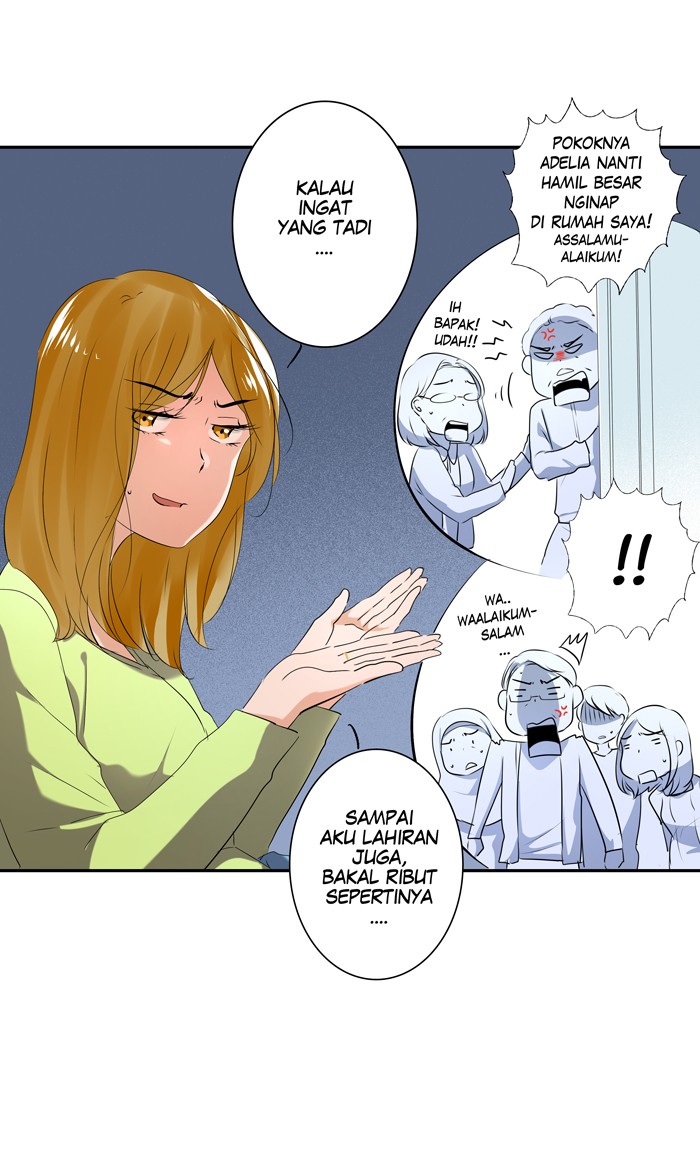 KALAU
INGAT
YANG TADI
....
POKOKNYA
ADELIA NANTI
HAMIL BESAR
NGINAP
DI RUMAH SAYA!
ASSALAMU-
ALAIKUM!
IH
BAPAK!
UDAH!!
!!
WA..
WAALAIKUM-
SALAM
...
SAMPAI
AKU LAHIRAN
JUGA,
BAKAL RIBUT
SEPERTINYA
....